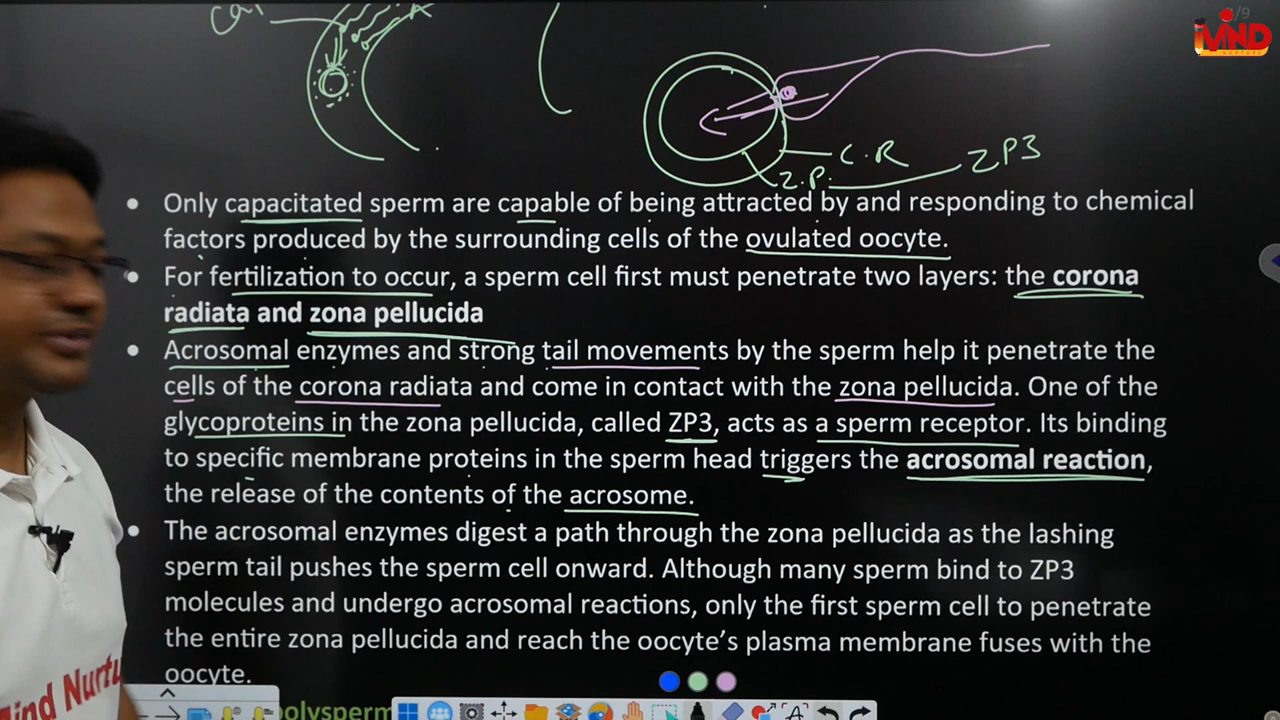 /9
MIND
NURTURE
C.R
Z.P.
ZP3
• Only capacitated sperm are capable of being attracted by and responding to chemical
factors produced by the surrounding cells of the ovulated oocyte.
• For fertilization to occur, a sperm cell first must penetrate two layers: the corona
radiata and zona pellucida
• Acrosomal enzymes and strong tail movements by the sperm help it penetrate the
cells of the corona radiata and come in contact with the zona pellucida. One of the
glycoproteins in the zona pellucida, called ZP3, acts as a sperm receptor. Its binding
to specific membrane proteins in the sperm head triggers the acrosomal reaction,
the release of the contents of the acrosome.
• The acrosomal enzymes digest a path through the zona pellucida as the lashing
sperm tail pushes the sperm cell onward. Although many sperm bind to ZP3
molecules and undergo acrosomal reactions, only the first sperm cell to penetrate
the entire zona pellucida and reach the oocyte's plasma membrane fuses with the
oocyte.
polysperm
Mind Nurtu